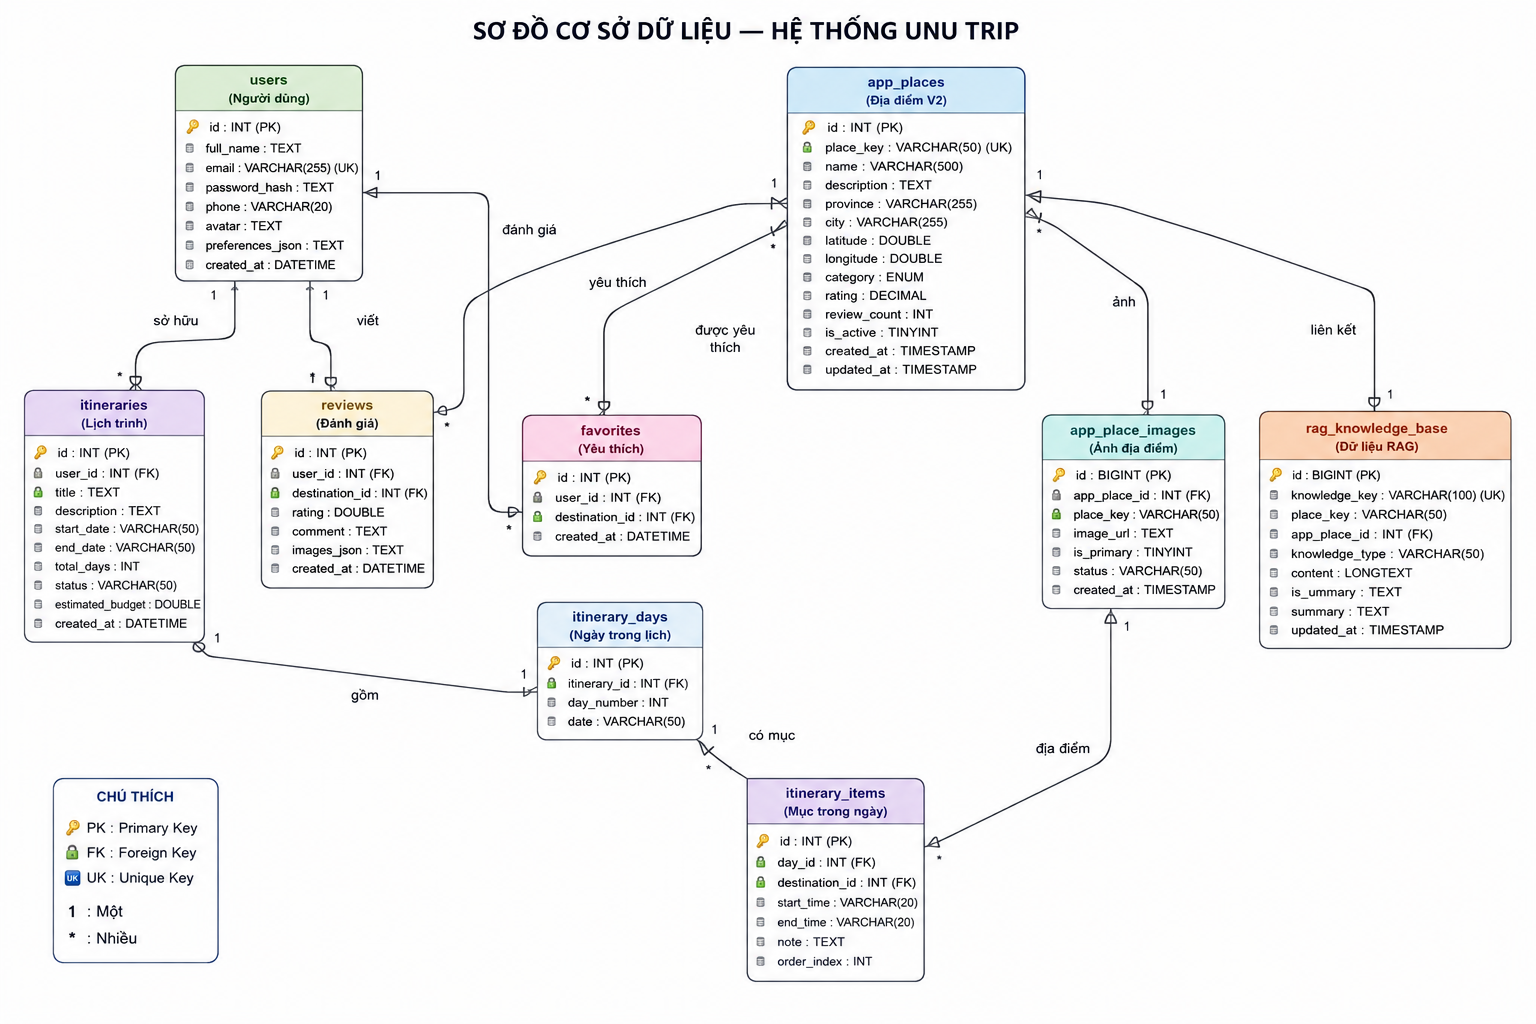 SƠ ĐỒ CƠ SỞ DỮ LIỆU — HỆ THỐNG UNU TRIP
users
(Người dùng)
id : INT (PK)
full_name : TEXT
email : VARCHAR(255) (UK)
password_hash : TEXT
phone : VARCHAR(20)
avatar : TEXT
preferences_json : TEXT
created_at : DATETIME
app_places
(Địa điểm V2)
id : INT (PK)
place_key : VARCHAR(50) (UK)
name : VARCHAR(500)
description : TEXT
province : VARCHAR(255)
city : VARCHAR(255)
latitude : DOUBLE
longitude : DOUBLE
category : ENUM
rating : DECIMAL
review_count : INT
is_active : TINYINT
created_at : TIMESTAMP
updated_at : TIMESTAMP
1
1
1
*
*
đánh giá
yêu thích
được yêu
thích
ảnh
liên kết
1
1
sở hữu
viết
*
1
*
*
*
1
1
itineraries
(Lịch trình)
id : INT (PK)
user_id : INT (FK)
title : TEXT
description : TEXT
start_date : VARCHAR(50)
end_date : VARCHAR(50)
total_days : INT
status : VARCHAR(50)
estimated_budget : DOUBLE
created_at : DATETIME
reviews
(Đánh giá)
id : INT (PK)
user_id : INT (FK)
destination_id : INT (FK)
rating : DOUBLE
comment : TEXT
images_json : TEXT
created_at : DATETIME
favorites
(Yêu thích)
id : INT (PK)
user_id : INT (FK)
destination_id : INT (FK)
created_at : DATETIME
app_place_images
(Ảnh địa điểm)
id : BIGINT (PK)
app_place_id : INT (FK)
place_key : VARCHAR(50)
image_url : TEXT
is_primary : TINYINT
status : VARCHAR(50)
created_at : TIMESTAMP
rag_knowledge_base
(Dữ liệu RAG)
id : BIGINT (PK)
knowledge_key : VARCHAR(100) (UK)
place_key : VARCHAR(50)
app_place_id : INT (FK)
knowledge_type : VARCHAR(50)
content : LONGTEXT
is_ummary : TEXT
summary : TEXT
updated_at : TIMESTAMP
1
gồm
1
itinerary_days
(Ngày trong lịch)
id : INT (PK)
itinerary_id : INT (FK)
day_number : INT
date : VARCHAR(50)
1
*
có mục
1
địa điểm
*
itinerary_items
(Mục trong ngày)
id : INT (PK)
day_id : INT (FK)
destination_id : INT (FK)
start_time : VARCHAR(20)
end_time : VARCHAR(20)
note : TEXT
order_index : INT
CHÚ THÍCH
PK : Primary Key
FK : Foreign Key
UK UK : Unique Key
1 : Một
* : Nhiều